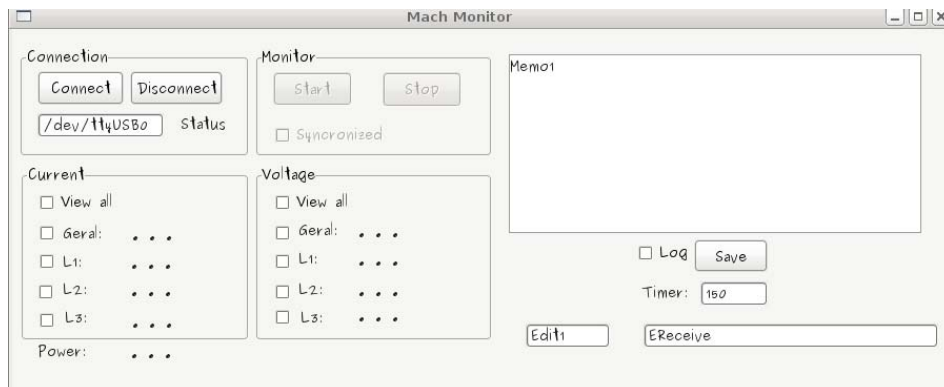 Mach Monitor
Connection
Connect Disconnect
/dev/ttyUSB0 Status
Monitor
Start Stop
Syncronized
Memo1
Current
View all
Geral: ...
L1: ...
L2: ...
L3: ...
Power: ...
Voltage
View all
Geral: ...
L1: ...
L2: ...
L3: ...
Log Save
Timer: 150
Edit1 EReceive